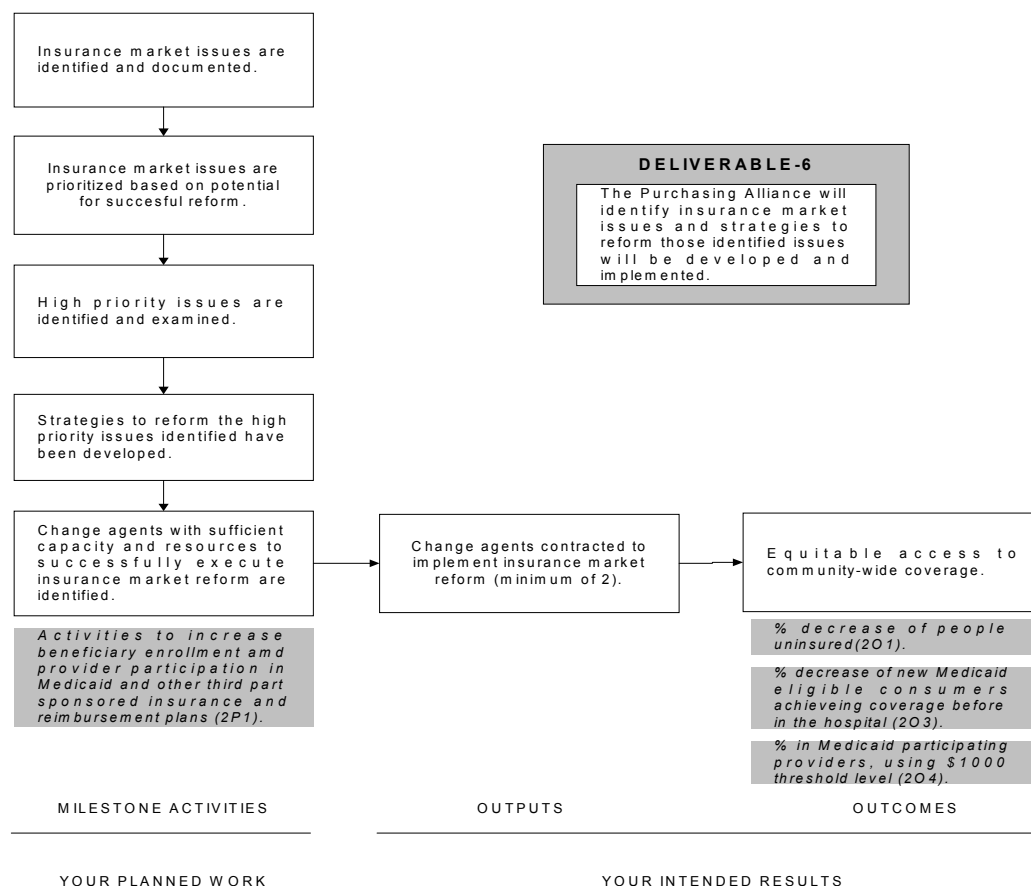 Insurance market issues are
identified and documented.
Insurance market issues are
prioritized based on potential
for succesful reform.
High priority issues are
identified and examined.
Strategies to reform the high
priority issues identified have
been developed.
Change agents with sufficient
capacity and resources to
successfully execute
insurance market reform are
identified.
Activities to increase
beneficiary enrollment amd
provider participation in
Medicaid and other third part
sponsored insurance and
reimbursement plans (2P1).
DELIVERABLE-6
The Purchasing Alliance will
identify insurance market
issues and strategies to
reform those identified issues
will be developed and
implemented.
Change agents contracted to
implement insurance market
reform (minimum of 2).
Equitable access to
community-wide coverage.
% decrease of people
uninsured(2O1).
% decrease of new Medicaid
eligible consumers
achieveing coverage before
in the hospital (2O3).
% in Medicaid participating
providers, using $1000
threshold level (2O4).
MILESTONE ACTIVITIES
OUTPUTS
OUTCOMES
YOUR PLANNED WORK
YOUR INTENDED RESULTS